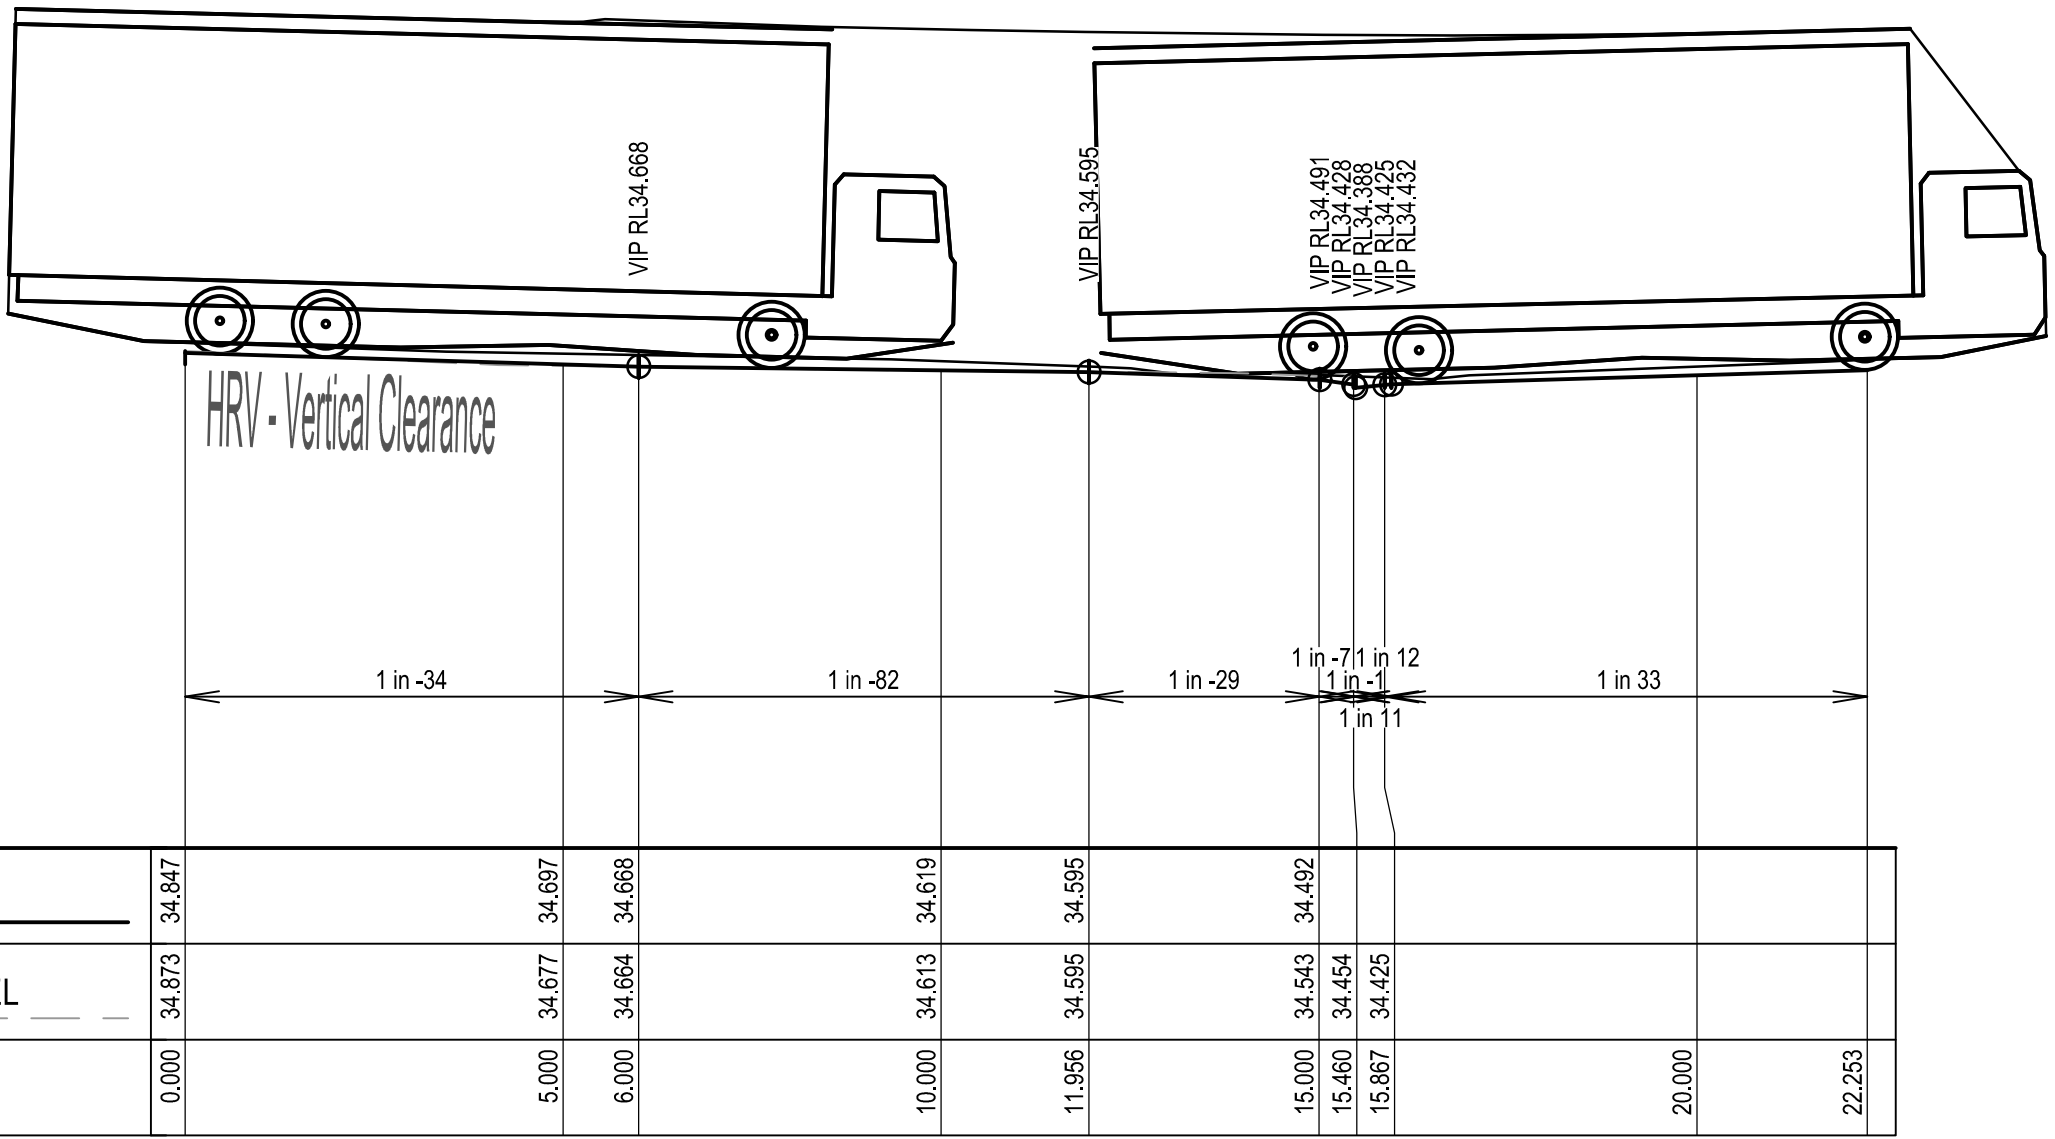 VIP RL34.668
VIP RL34.595
VIP RL34.491
VIP RL34.428
VIP RL34.388
VIP RL34.425
VIP RL34.432
HRV - Vertical Clearance
1 in -34
1 in -82
1 in -29
1 in -7
1 in 12
1 in -1
1 in 11
1 in 33
34.847
34.697
34.668
34.619
34.595
34.492
EL
34.873
34.677
34.664
34.613
34.595
34.543
34.454
34.425
0.000
5.000
6.000
10.000
11.956
15.000
15.460
15.867
20.000
22.253